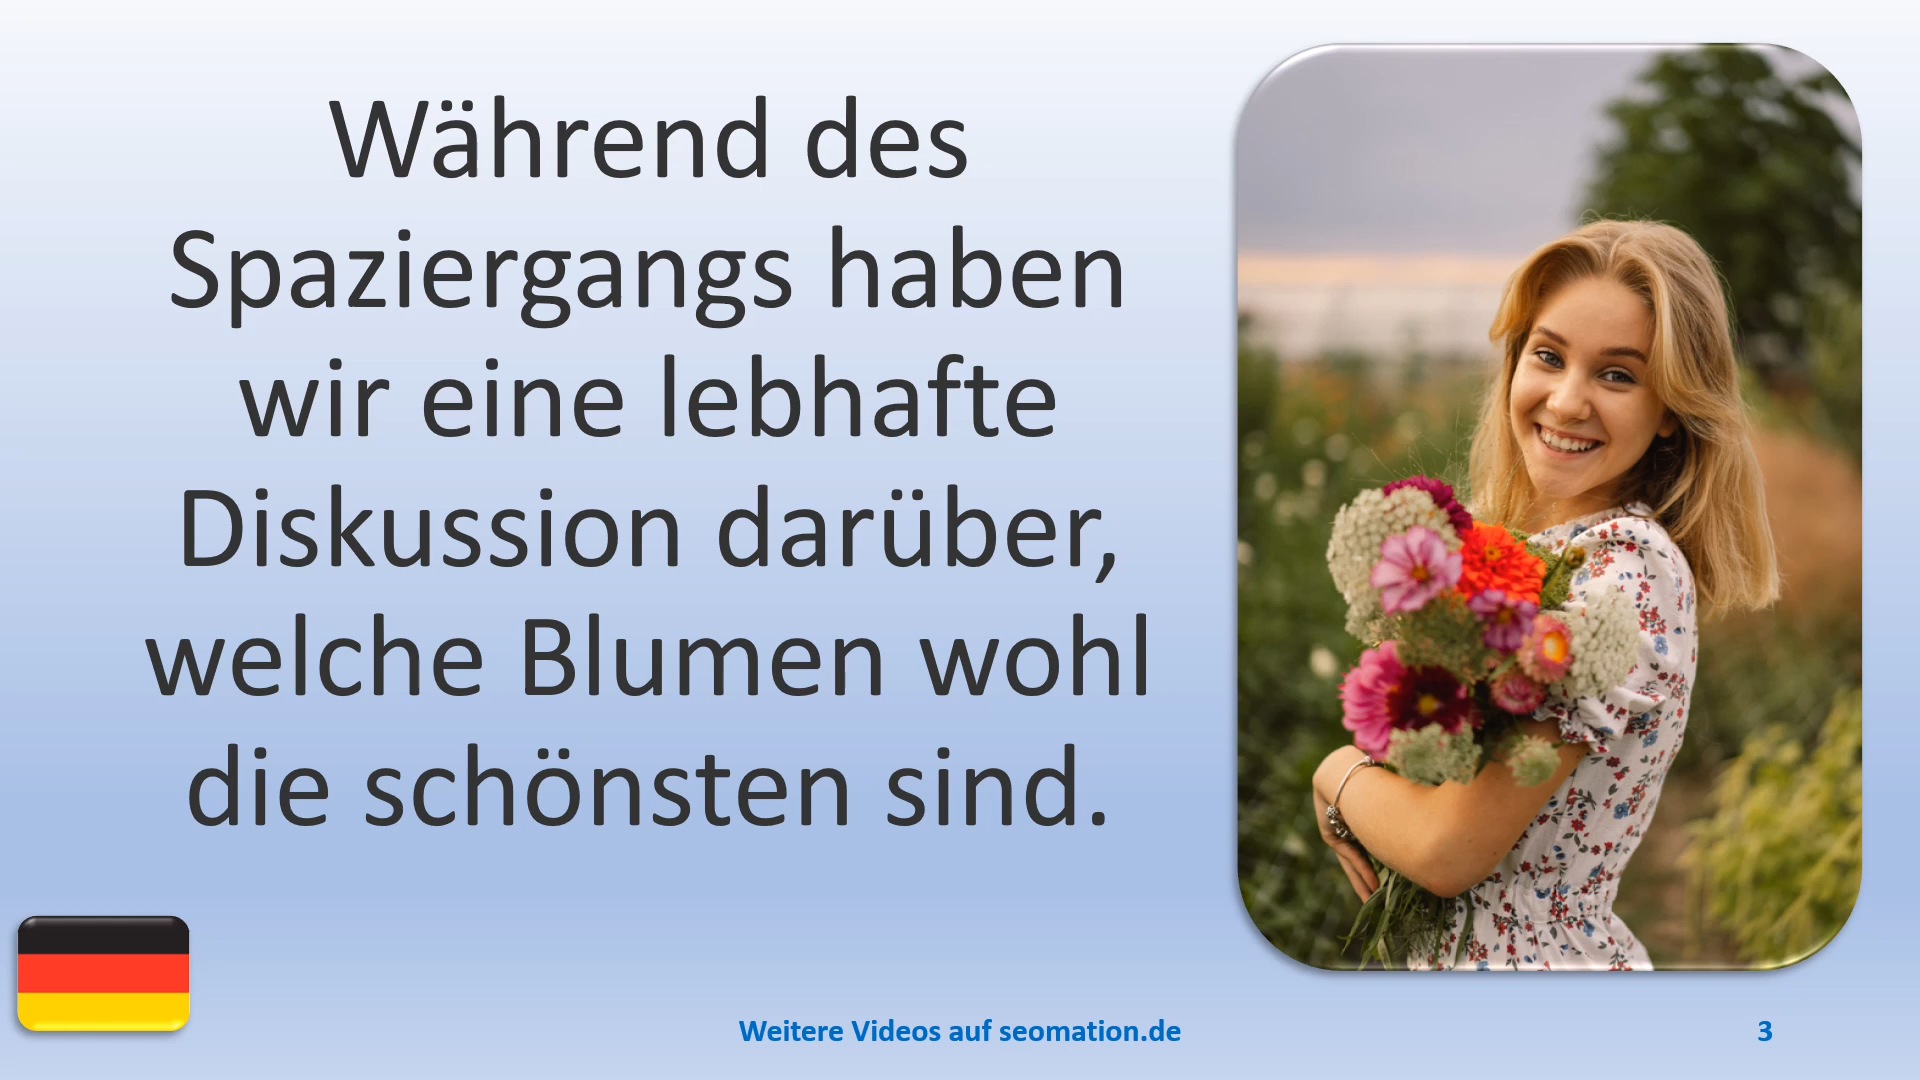 Während des
Spaziergangs haben
wir eine lebhafte
Diskussion darüber,
welche Blumen wohl
die schönsten sind.
Weitere Videos auf seomation.de
3